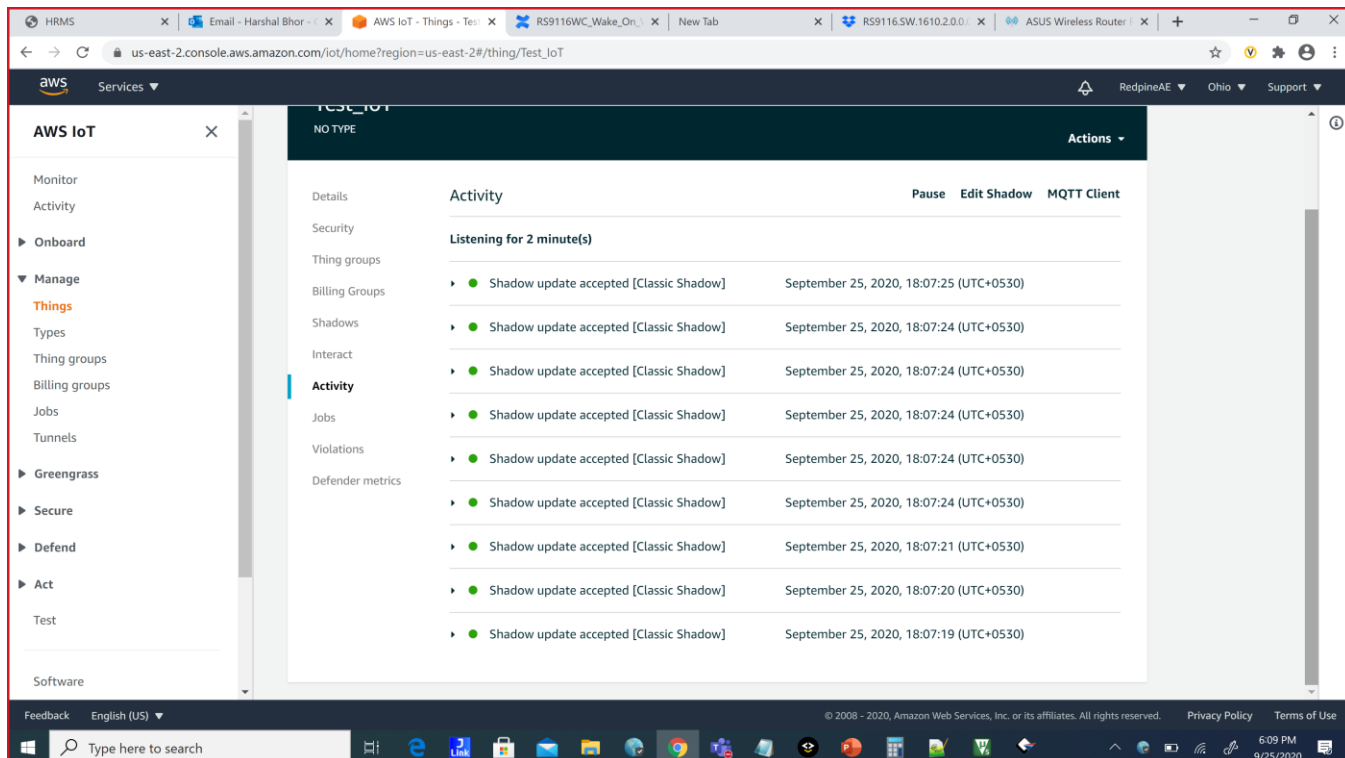 HRMS
Email - Harshal Bhor -
AWS IoT - Things - Test
RS9116WC_Wake_On_
New Tab
RS9116.SW.1610.2.0.0.
ASUS Wireless Router
us-east-2.console.aws.amazon.com/iot/home?region=us-east-2#/thing/Test_IoT
aws Services RedpineAE Ohio Support
AWS IoT
Monitor
Activity
Onboard
Manage
Things
Types
Thing groups
Billing groups
Jobs
Tunnels
Greengrass
Secure
Defend
Act
Test
Software
Test_IoT
NO TYPE
Actions
Details
Security
Thing groups
Billing Groups
Shadows
Interact
Activity
Jobs
Violations
Defender metrics
Activity Pause Edit Shadow MQTT Client
Listening for 2 minute(s)
Shadow update accepted [Classic Shadow] September 25, 2020, 18:07:25 (UTC+0530)
Shadow update accepted [Classic Shadow] September 25, 2020, 18:07:24 (UTC+0530)
Shadow update accepted [Classic Shadow] September 25, 2020, 18:07:24 (UTC+0530)
Shadow update accepted [Classic Shadow] September 25, 2020, 18:07:24 (UTC+0530)
Shadow update accepted [Classic Shadow] September 25, 2020, 18:07:24 (UTC+0530)
Shadow update accepted [Classic Shadow] September 25, 2020, 18:07:24 (UTC+0530)
Shadow update accepted [Classic Shadow] September 25, 2020, 18:07:21 (UTC+0530)
Shadow update accepted [Classic Shadow] September 25, 2020, 18:07:20 (UTC+0530)
Shadow update accepted [Classic Shadow] September 25, 2020, 18:07:19 (UTC+0530)
Feedback English (US) © 2008 - 2020, Amazon Web Services, Inc. or its affiliates. All rights reserved. Privacy Policy Terms of Use
Type here to search
Link
6:09 PM
9/25/2020